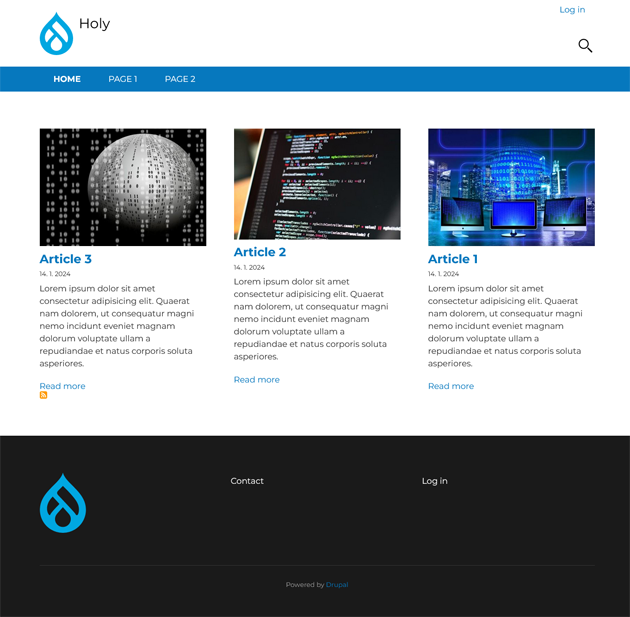 Log in
Holy
HOME PAGE 1 PAGE 2
Article 3
14. 1. 2024
Lorem ipsum dolor sit amet
consectetur adipisicing elit. Quaerat
nam dolorem, ut consequatur magni
nemo incidunt eveniet magnam
dolorum voluptate ullam a
repudiandae et natus corporis soluta
asperiores.
Read more
Article 2
14. 1. 2024
Lorem ipsum dolor sit amet
consectetur adipisicing elit. Quaerat
nam dolorem, ut consequatur magni
nemo incidunt eveniet magnam
dolorum voluptate ullam a
repudiandae et natus corporis soluta
asperiores.
Read more
Article 1
14. 1. 2024
Lorem ipsum dolor sit amet
consectetur adipisicing elit. Quaerat
nam dolorem, ut consequatur magni
nemo incidunt eveniet magnam
dolorum voluptate ullam a
repudiandae et natus corporis soluta
asperiores.
Read more
Contact
Log in
Powered by Drupal